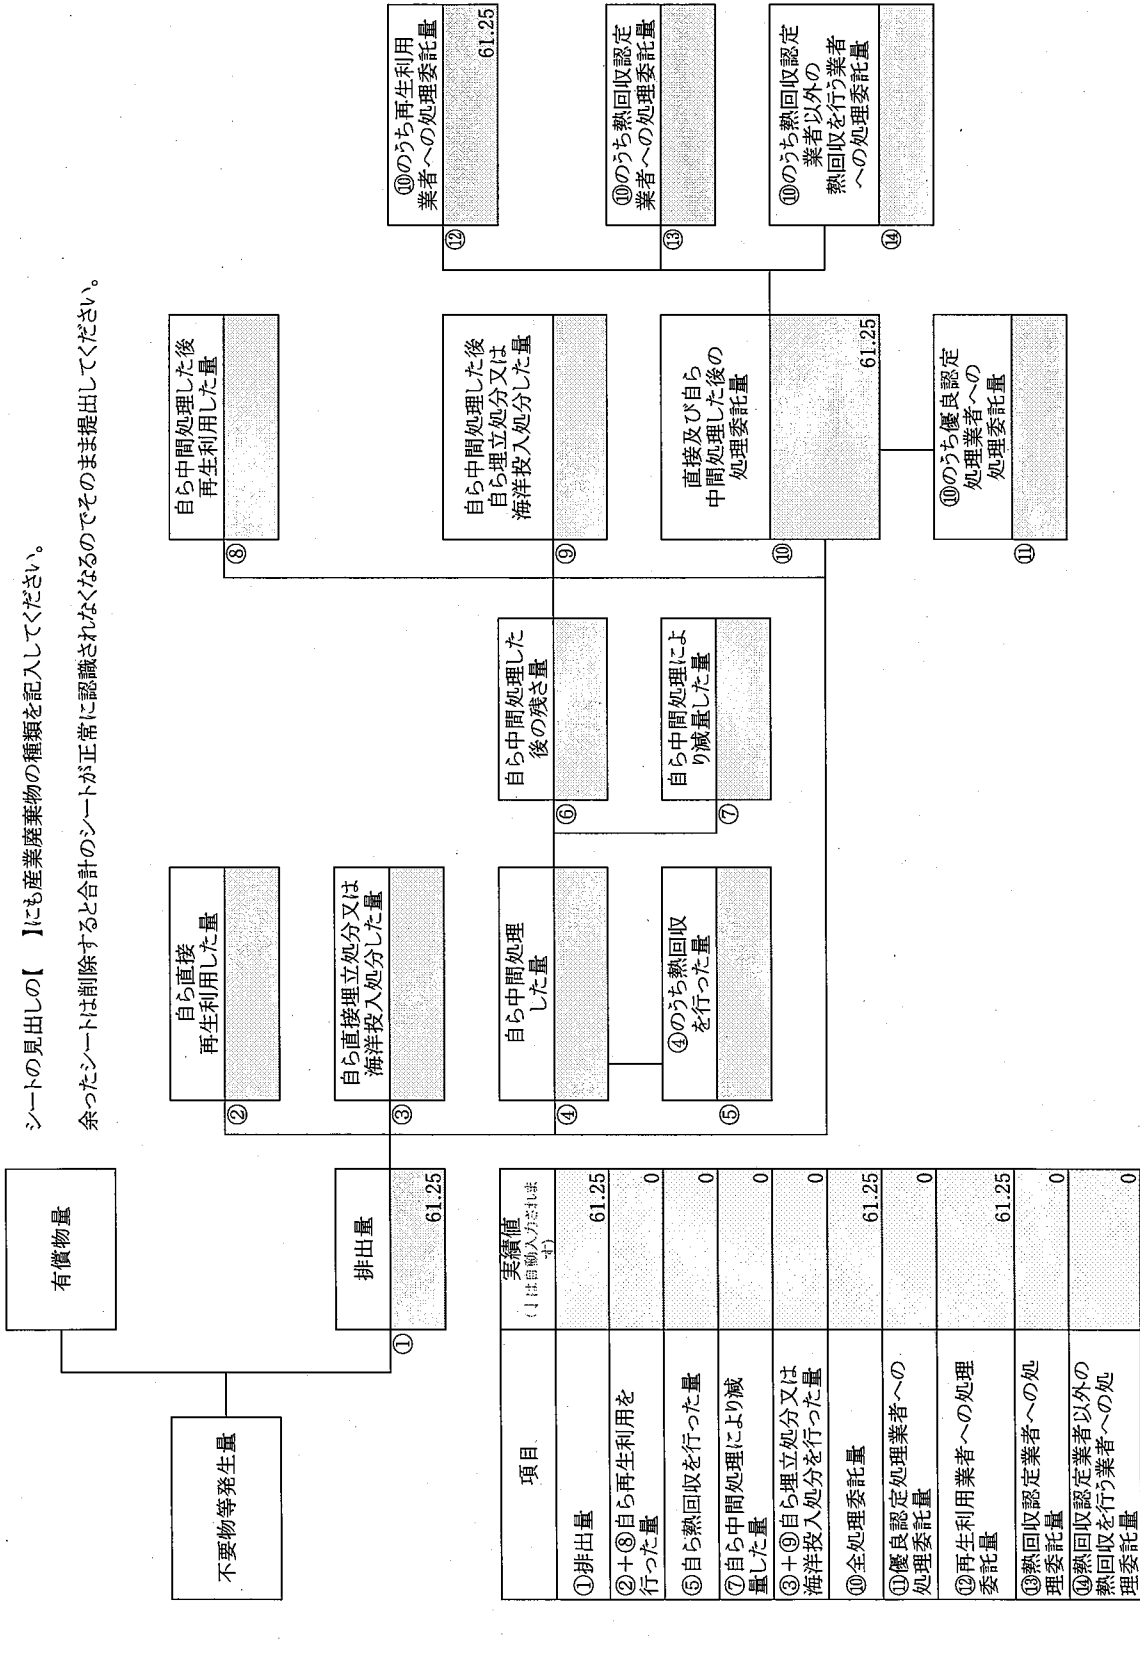 シートの見出しの【　】にも産業廃棄物の種類を記入してください。
余ったシートは削除すると合計のシートが正常に認識されなくなるのでそのまま提出してください。
不要物等発生量
有償物量
排出量
①
61.25
自ら直接
再生利用した量
②
自ら直接埋立処分又は
海洋投入処分した量
③
自ら中間処理
した量
④
④のうち熱回収
を行った量
⑤
自ら中間処理した
後の残さ量
⑥
自ら中間処理によ
り減量した量
⑦
自ら中間処理した後
再生利用した量
⑧
自ら中間処理した後
自ら埋立処分又は
海洋投入処分した量
⑨
直接及び自ら
中間処理した後の
処理委託量
⑩
61.25
⑩のうち優良認定
処理業者への
処理委託量
⑪
⑩のうち再生利用
業者への処理委託量
⑫
61.25
⑩のうち熱回収認定
業者への処理委託量
⑬
⑩のうち熱回収認定
業者以外の
熱回収を行う業者
への処理委託量
⑭
項目
実績値
は自動入力されま
す)
①排出量
61.25
②+⑧自ら再生利用を
行った量
0
⑤自ら熱回収を行った量
0
⑦自ら中間処理により減
量した量
0
③+⑨自ら埋立処分又は
海洋投入処分を行った量
0
⑩全処理委託量
61.25
⑪優良認定処理業者への
処理委託量
0
⑫再生利用業者への処理
委託量
61.25
⑬熱回収認定業者への処
理委託量
0
⑭熱回収認定業者以外の
熱回収を行う業者への処
理委託量
0